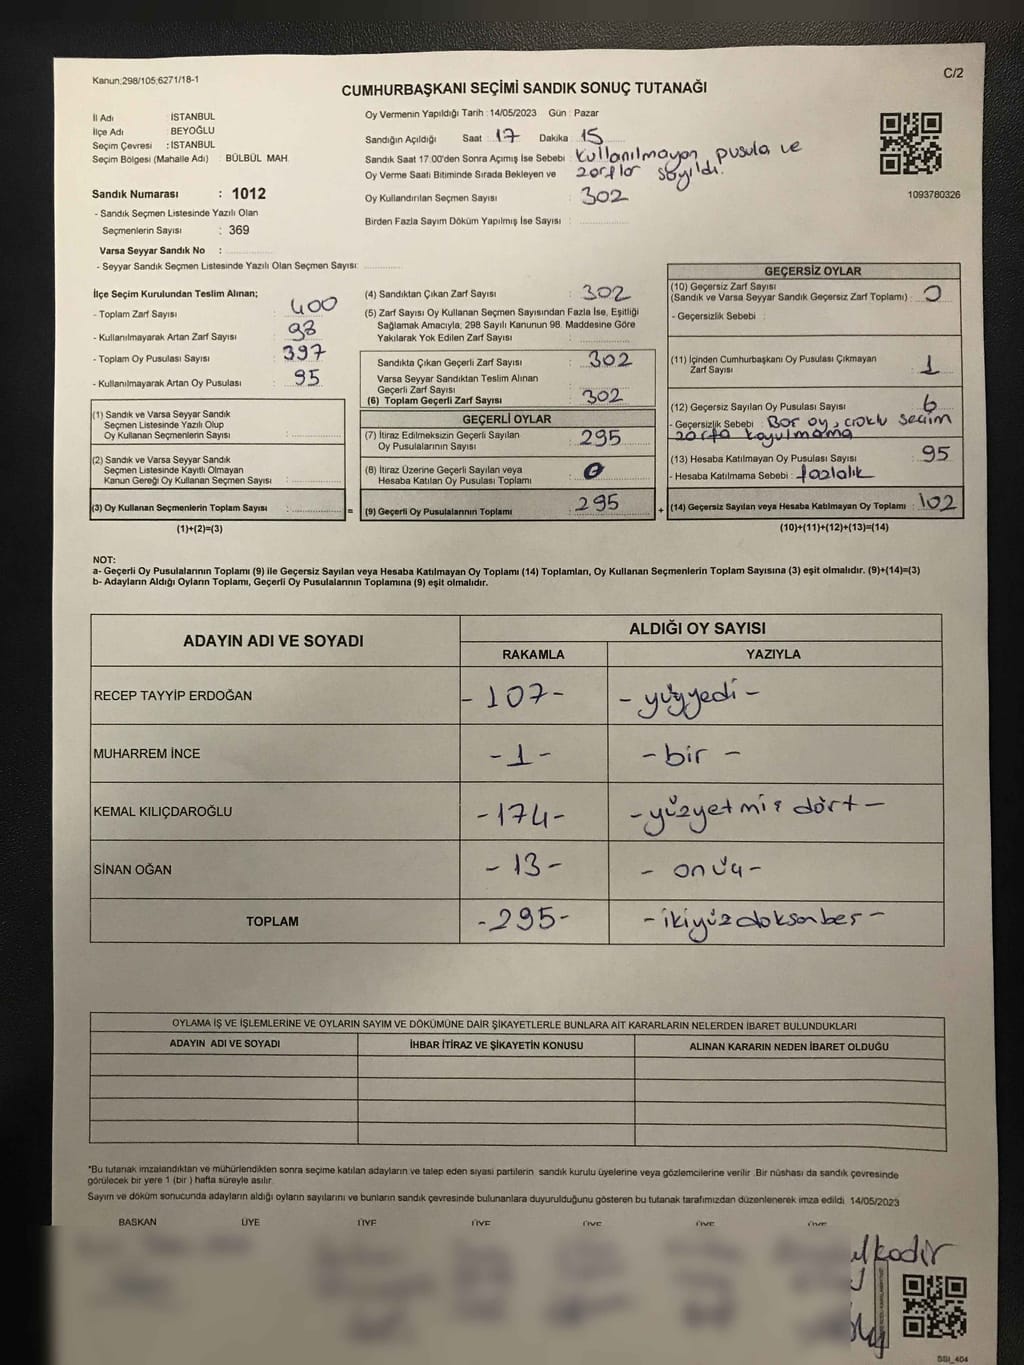 Kanun:298/105;6271/18-1
C/2
CUMHURBAŞKANI SEÇİMİ SANDIK SONUÇ TUTANAĞI
İl Adı : İSTANBUL
İlçe Adı : BEYOĞLU
Seçim Çevresi : İSTANBUL
Seçim Bölgesi (Mahalle Adı) : BÜLBÜL MAH.
Sandık Numarası : 1012
- Sandık Seçmen Listesinde Yazılı Olan
Seçmenlerin Sayısı : 369
Varsa Seyyar Sandık No :
- Seyyar Sandık Seçmen Listesinde Yazılı Olan Seçmen Sayısı:
Oy Vermenin Yapıldığı Tarih : 14/05/2023 Gün : Pazar
Sandığın Açıldığı Saat : 17 Dakika : 15
Sandık Saat 17:00'den Sonra Açımış İse Sebebi : Kullanılmayan pusula ve
Oy Verme Saati Bitiminde Sırada Bekleyen ve zarflar sayıldı.
Oy Kullandırılan Seçmen Sayısı : 302
Birden Fazla Sayım Döküm Yapılmış İse Sayısı :
1093780326
İlçe Seçim Kurulundan Teslim Alınan;
- Toplam Zarf Sayısı : 400
- Kullanılmayarak Artan Zarf Sayısı : 98
- Toplam Oy Pusulası Sayısı : 397
- Kullanılmayarak Artan Oy Pusulası : 95
(1) Sandık ve Varsa Seyyar Sandık
Seçmen Listesinde Yazılı Olup
Oy Kullanan Seçmenlerin Sayısı :
(2) Sandık ve Varsa Seyyar Sandık
Seçmen Listesinde Kayıtlı Olmayan
Kanun Gereği Oy Kullanan Seçmen Sayısı :
(3) Oy Kullanan Seçmenlerin Toplam Sayısı : =
(1)+(2)=(3)
(4) Sandıktan Çıkan Zarf Sayısı : 302
(5) Zarf Sayısı Oy Kullanan Seçmen Sayısından Fazla İse, Eşitliği
Sağlamak Amacıyla, 298 Sayılı Kanunun 98. Maddesine Göre
Yakılarak Yok Edilen Zarf Sayısı :
Sandıkta Çıkan Geçerli Zarf Sayısı : 302
Varsa Seyyar Sandıktan Teslim Alınan
Geçerli Zarf Sayısı :
(6) Toplam Geçerli Zarf Sayısı : 302
GEÇERLİ OYLAR
(7) İtiraz Edilmeksizin Geçerli Sayılan
Oy Pusulalarının Sayısı : 295
(8) İtiraz Üzerine Geçerli Sayılan veya
Hesaba Katılan Oy Pusulası Toplamı : 0
(9) Geçerli Oy Pusulalarının Toplamı : 295 +
GEÇERSİZ OYLAR
(10) Geçersiz Zarf Sayısı
(Sandık ve Varsa Seyyar Sandık Geçersiz Zarf Toplamı) : 0
- Geçersizlik Sebebi :
(11) İçinden Cumhurbaşkanı Oy Pusulası Çıkmayan
Zarf Sayısı : 1
(12) Geçersiz Sayılan Oy Pusulası Sayısı : 6
- Geçersizlik Sebebi : Boş oy, seçim
zarfa koyulmama
(13) Hesaba Katılmayan Oy Pusulası Sayısı : 95
- Hesaba Katılmama Sebebi : fazlalık
(14) Geçersiz Sayılan veya Hesaba Katılmayan Oy Toplamı : 102
(10)+(11)+(12)+(13)=(14)
NOT:
a- Geçerli Oy Pusulalarının Toplamı (9) ile Geçersiz Sayılan veya Hesaba Katılmayan Oy Toplamı (14) Toplamları, Oy Kullanan Seçmenlerin Toplam Sayısına (3) eşit olmalıdır. (9)+(14)=(3)
b- Adayların Aldığı Oyların Toplamı, Geçerli Oy Pusulalarının Toplamına (9) eşit olmalıdır.
ADAYIN ADI VE SOYADI
ALDIĞI OY SAYISI
RAKAMLA YAZIYLA
RECEP TAYYİP ERDOĞAN - 107 - - yüzyedi -
MUHARREM İNCE - 1 - - bir -
KEMAL KILIÇDAROĞLU - 174 - - yüzyetmiş dört -
SİNAN OĞAN - 13 - - onüç -
TOPLAM - 295 - - ikiyüzdoksanbeş -
OYLAMA İŞ VE İŞLEMLERİNE VE OYLARIN SAYIM VE DÖKÜMÜNE DAİR ŞİKAYETLERLE BUNLARA AİT KARARLARIN NELERDEN İBARET BULUNDUKLARI
ADAYIN ADI VE SOYADI İHBAR İTİRAZ VE ŞİKAYETİN KONUSU ALINAN KARARIN NEDEN İBARET OLDUĞU
*Bu tutanak imzalandıktan ve mühürlendikten sonra seçime katılan adayların ve talep eden siyasi partilerin sandık kurulu üyelerine veya gözlemcilerine verilir. Bir nüshası da sandık çevresinde
görülecek bir yere 1 (bir) hafta süreyle asılır.
Sayım ve döküm sonucunda adayların aldığı oyların sayılarını ve bunların sandık çevresinde bulunanlara duyurulduğunu gösteren bu tutanak tarafımızdan düzenlenerek imza edildi. 14/05/2023
BAŞKAN ÜYE ÜYE ÜYE ÜYE ÜYE ÜYE
ulkadir
SSI_404